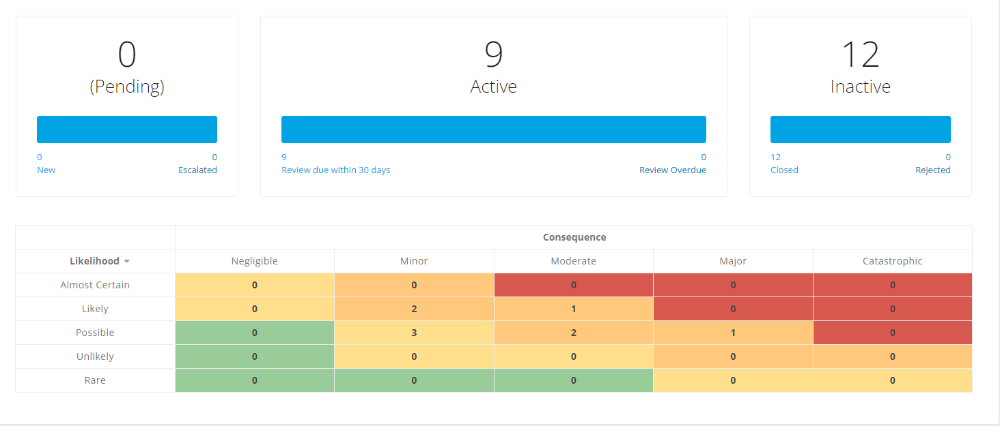 0
(Pending)
0 0
New Escalated
9
Active
9 0
Review due within 30 days Review Overdue
12
Inactive
12 0
Closed Rejected
Consequence
Likelihood Negligible Minor Moderate Major Catastrophic
Almost Certain 0 0 0 0 0
Likely 0 2 1 0 0
Possible 0 3 2 1 0
Unlikely 0 0 0 0 0
Rare 0 0 0 0 0